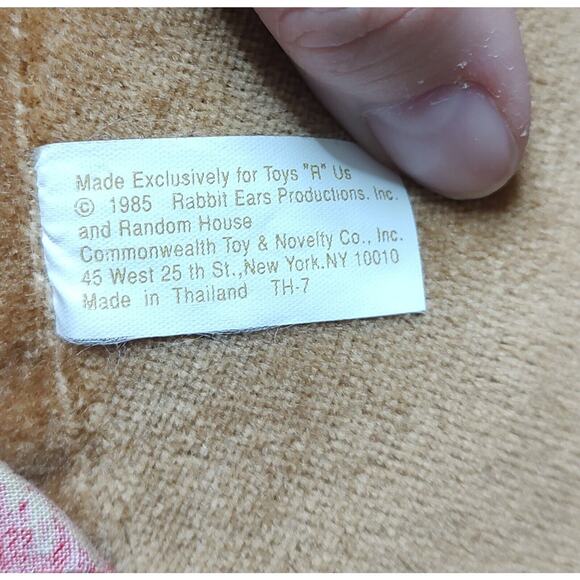 Made Exclusively for Toys "R" Us
© 1985 Rabbit Ears Productions. Inc.
and Random House
Commonwealth Toy & Novelty Co., Inc.
45 West 25 th St.,New York.NY 10010
Made in Thailand TH-7